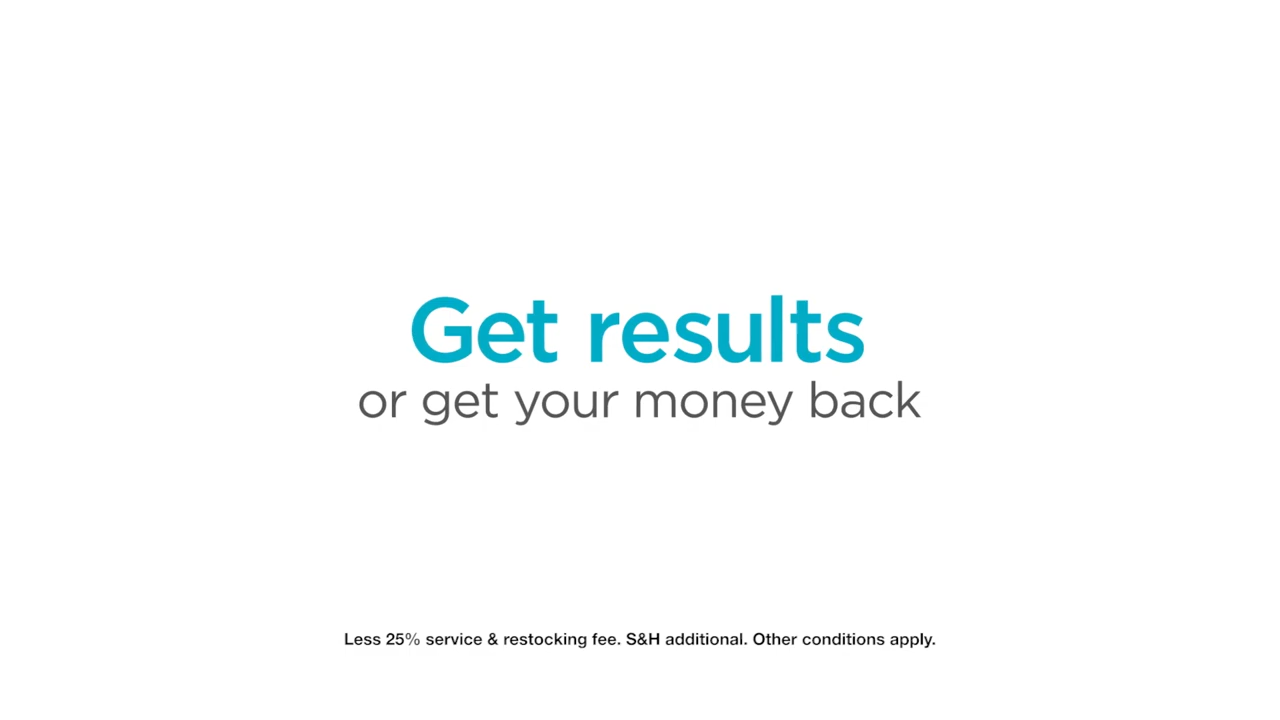 Get results
or get your money back
Less 25% service & restocking fee. S&H additional. Other conditions apply.